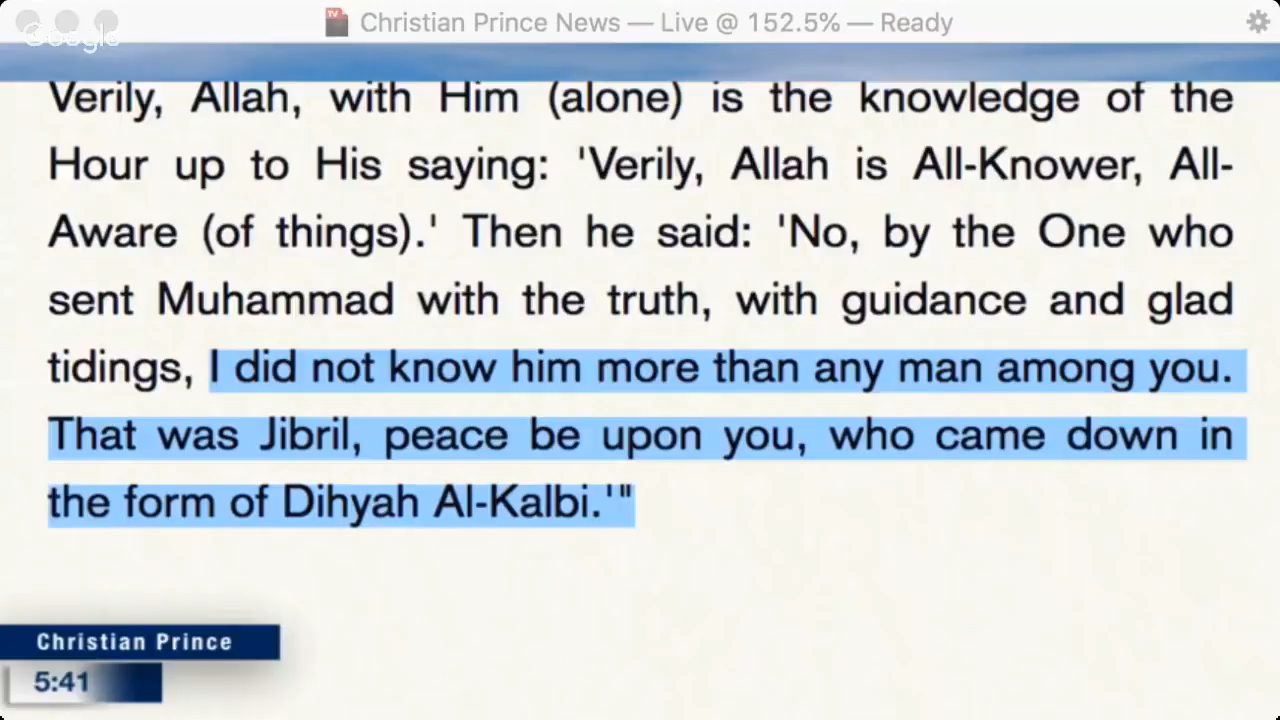 TV
Christian Prince News — Live @ 152.5% — Ready
Google
Verily, Allah, with Him (alone) is the knowledge of the
Hour up to His saying: 'Verily, Allah is All-Knower, All-
Aware (of things).' Then he said: 'No, by the One who
sent Muhammad with the truth, with guidance and glad
tidings, I did not know him more than any man among you.
That was Jibril, peace be upon you, who came down in
the form of Dihyah Al-Kalbi.'"
Christian Prince
5:41